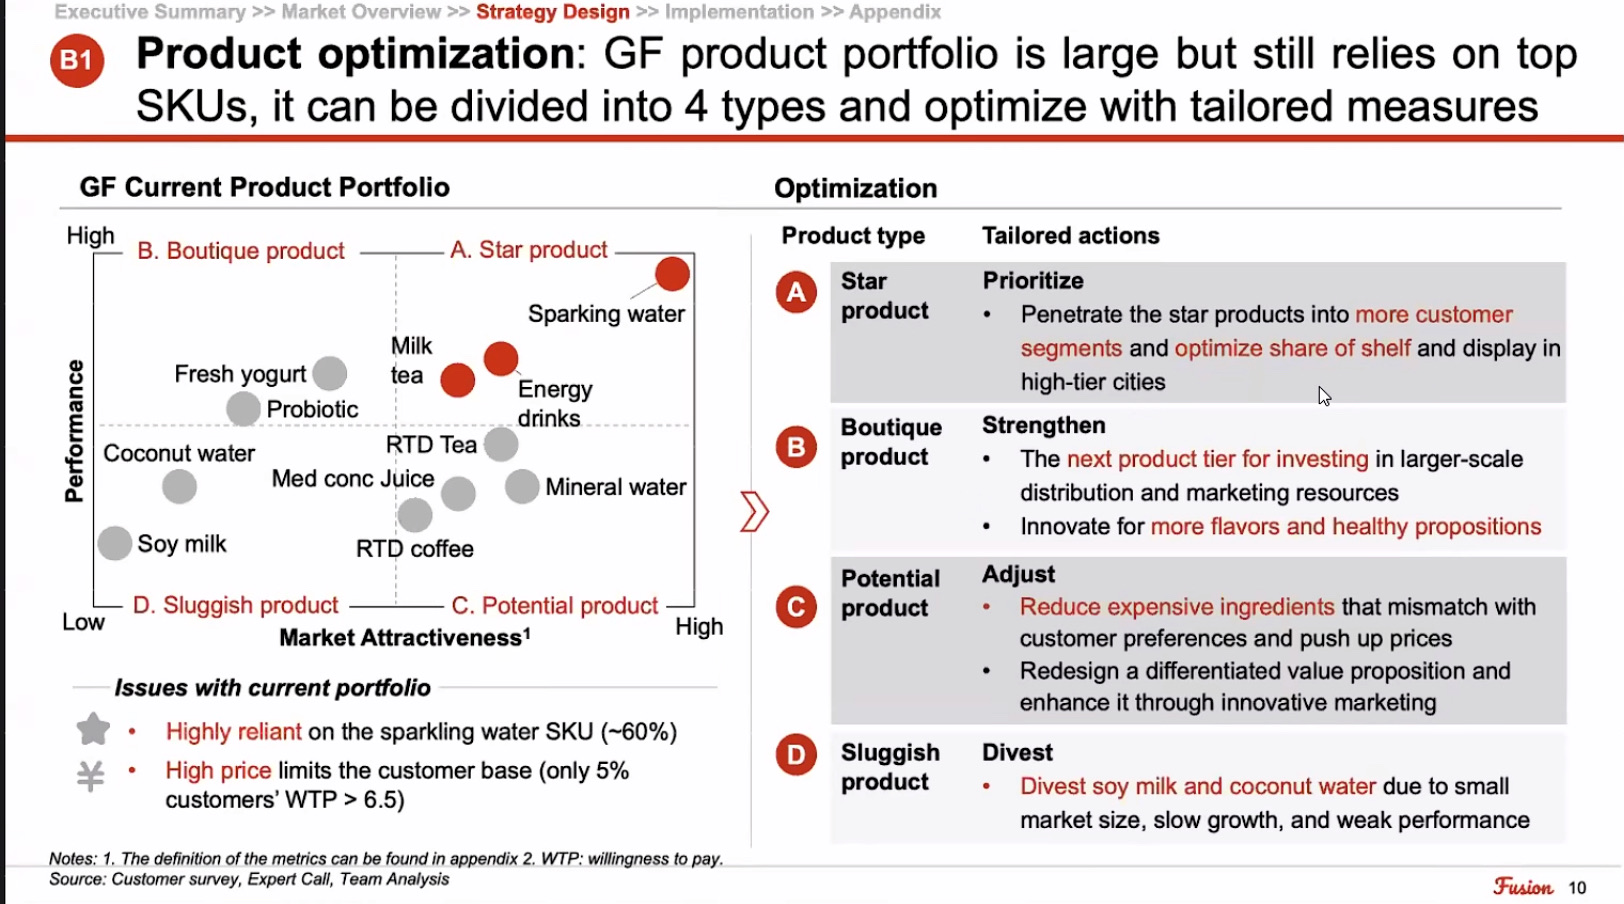 Executive Summary >> Market Overview >> Strategy Design >> Implementation >> Appendix
B1
Product optimization: GF product portfolio is large but still relies on top
SKUs, it can be divided into 4 types and optimize with tailored measures
GF Current Product Portfolio
High
B. Boutique product
A. Star product
Sparking water
Milk
tea
Energy
drinks
Fresh yogurt
Probiotic
Performance
Coconut water
RTD Tea
Med conc Juice
Mineral water
Soy milk
RTD coffee
D. Sluggish product
C. Potential product
Low
Market Attractiveness¹
High
Issues with current portfolio
• Highly reliant on the sparkling water SKU (~60%)
¥
• High price limits the customer base (only 5%
customers’ WTP > 6.5)
Optimization
Product type
Tailored actions
A
Star
product
Prioritize
• Penetrate the star products into more customer
segments and optimize share of shelf and display in
high-tier cities
B
Boutique
product
Strengthen
• The next product tier for investing in larger-scale
distribution and marketing resources
• Innovate for more flavors and healthy propositions
C
Potential
product
Adjust
• Reduce expensive ingredients that mismatch with
customer preferences and push up prices
• Redesign a differentiated value proposition and
enhance it through innovative marketing
D
Sluggish
product
Divest
• Divest soy milk and coconut water due to small
market size, slow growth, and weak performance
Notes: 1. The definition of the metrics can be found in appendix 2. WTP: willingness to pay.
Source: Customer survey, Expert Call, Team Analysis
Fusion 10